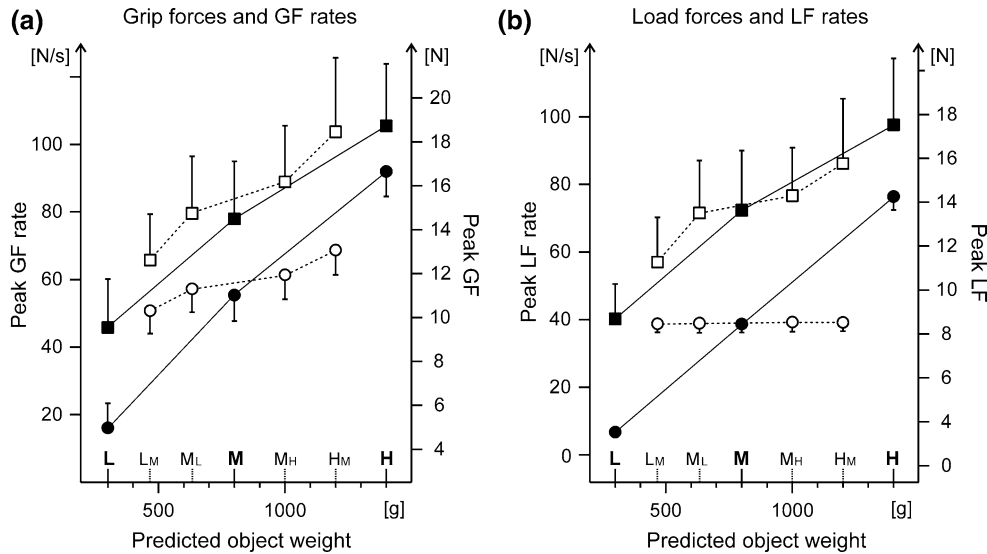 (a) Grip forces and GF rates
[N/s] [N]
100
80
60
40
20
20
18
16
14
12
10
8
6
4
Peak GF rate
Peak GF
L LM ML M MH HM H
500 1000 [g]
Predicted object weight
(b) Load forces and LF rates
[N/s] [N]
100
80
60
40
20
0
18
16
14
12
10
8
6
4
2
0
Peak LF rate
Peak LF
L LM ML M MH HM H
500 1000 [g]
Predicted object weight